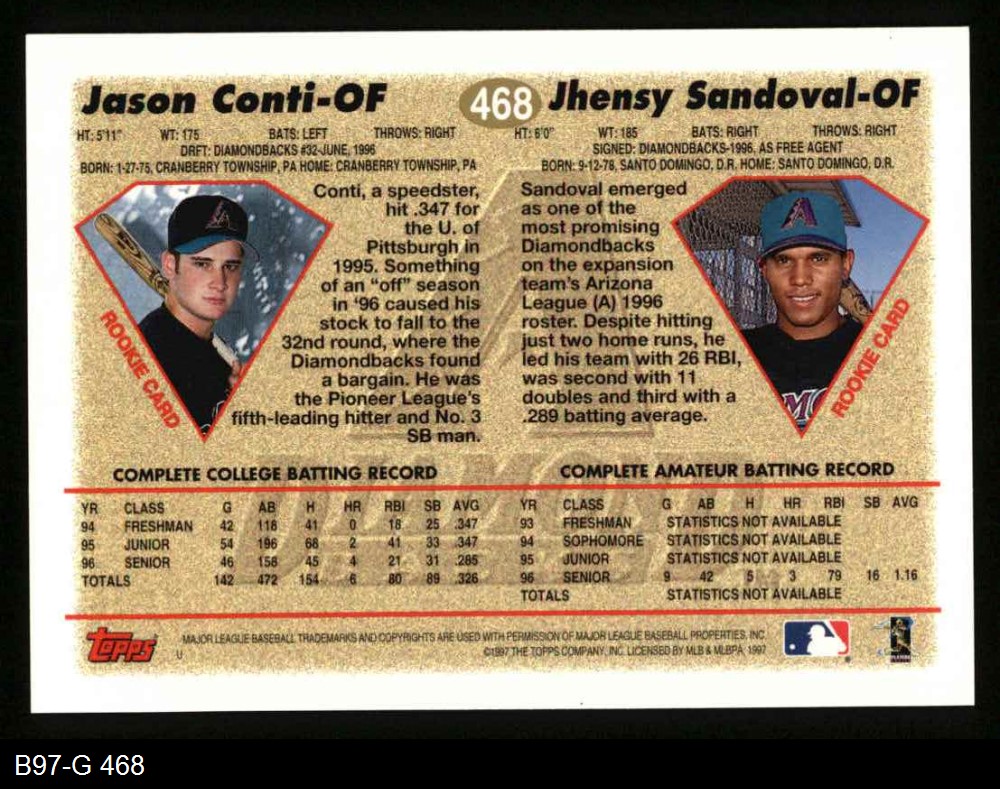 Jason Conti-OF
468
Jhensy Sandoval-OF
HT: 5'11" WT: 175 BATS: LEFT THROWS: RIGHT
DRFT: DIAMONDBACKS #32-JUNE, 1996
BORN: 1-27-75, CRANBERRY TOWNSHIP, PA HOME: CRANBERRY TOWNSHIP, PA
HT: 6'0" WT: 185 BATS: RIGHT THROWS: RIGHT
SIGNED: DIAMONDBACKS-1996, AS FREE AGENT
BORN: 9-12-78, SANTO DOMINGO, D.R. HOME: SANTO DOMINGO, D.R.
ROOKIE CARD
Conti, a speedster,
hit .347 for
the U. of
Pittsburgh in
1995. Something
of an "off" season
in '96 caused his
stock to fall to the
32nd round, where the
Diamondbacks found
a bargain. He was
the Pioneer League's
fifth-leading hitter and No. 3
SB man.
Sandoval emerged
as one of the
most promising
Diamondbacks
on the expansion
team's Arizona
League (A) 1996
roster. Despite hitting
just two home runs, he
led his team with 26 RBI,
was second with 11
doubles and third with a
.289 batting average.
ROOKIE CARD
COMPLETE COLLEGE BATTING RECORD
YR CLASS G AB H HR RBI SB AVG
94 FRESHMAN 42 118 41 0 18 25 .347
95 JUNIOR 54 196 68 2 41 33 .347
96 SENIOR 46 158 45 4 21 31 .285
TOTALS 142 472 154 6 80 89 .326
COMPLETE AMATEUR BATTING RECORD
YR CLASS G AB H HR RBI SB AVG
93 FRESHMAN STATISTICS NOT AVAILABLE
94 SOPHOMORE STATISTICS NOT AVAILABLE
95 JUNIOR STATISTICS NOT AVAILABLE
96 SENIOR 9 42 5 3 79 16 1.16
TOTALS STATISTICS NOT AVAILABLE
DIAMOND
Topps
MAJOR LEAGUE BASEBALL TRADEMARKS AND COPYRIGHTS ARE USED WITH PERMISSION OF MAJOR LEAGUE BASEBALL PROPERTIES, INC.
U ©1997 THE TOPPS COMPANY, INC. LICENSED BY MLB & MLBPA, 1997
B97-G 468